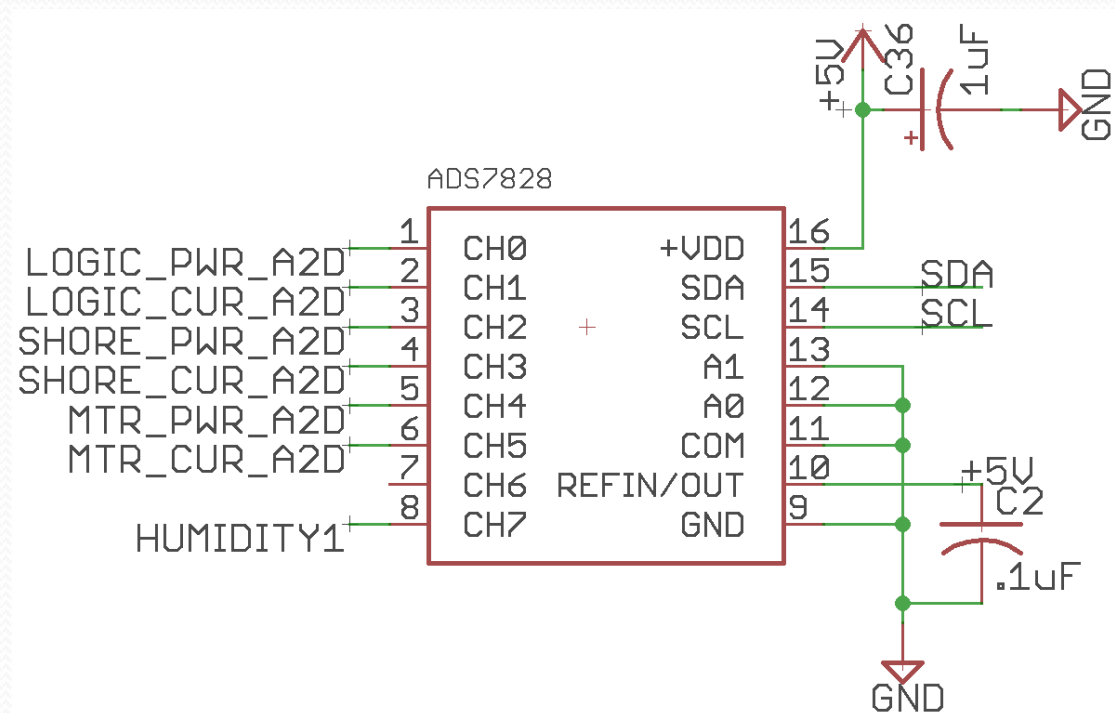 +5V
C36
1uF
GND
ADS7828
LOGIC_PWR_A2D 1 CH0 +VDD 16
LOGIC_CUR_A2D 2 CH1 SDA 15 SDA
SHORE_PWR_A2D 3 CH2 SCL 14 SCL
SHORE_CUR_A2D 4 CH3 A1 13
MTR_PWR_A2D 5 CH4 A0 12
MTR_CUR_A2D 6 CH5 COM 11
7 CH6 REFIN/OUT 10 +5V
HUMIDITY1 8 CH7 GND 9
C2
.1uF
GND